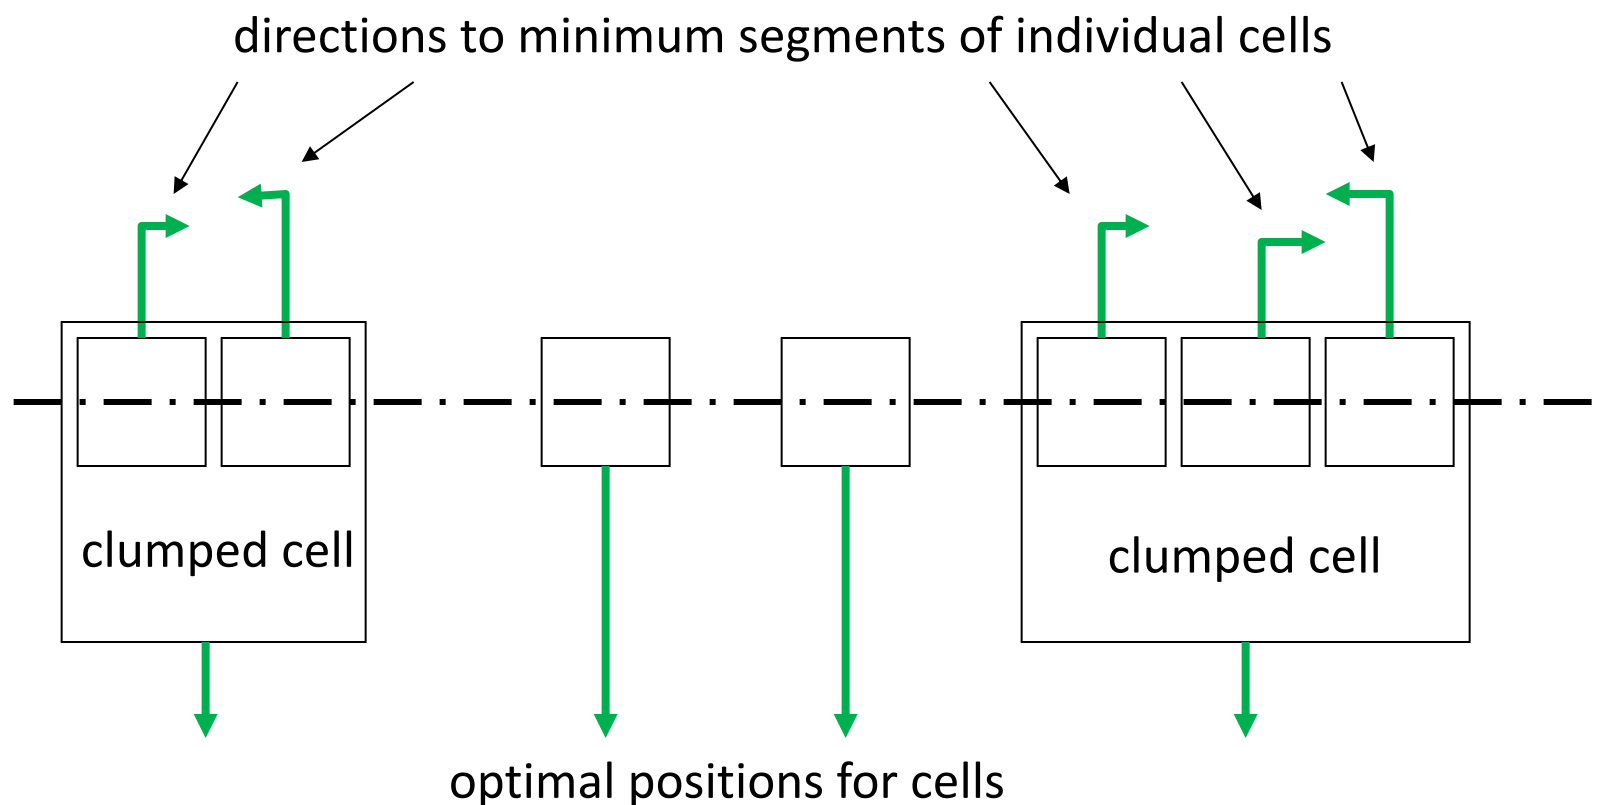 directions to minimum segments of individual cells
clumped cell
clumped cell
optimal positions for cells